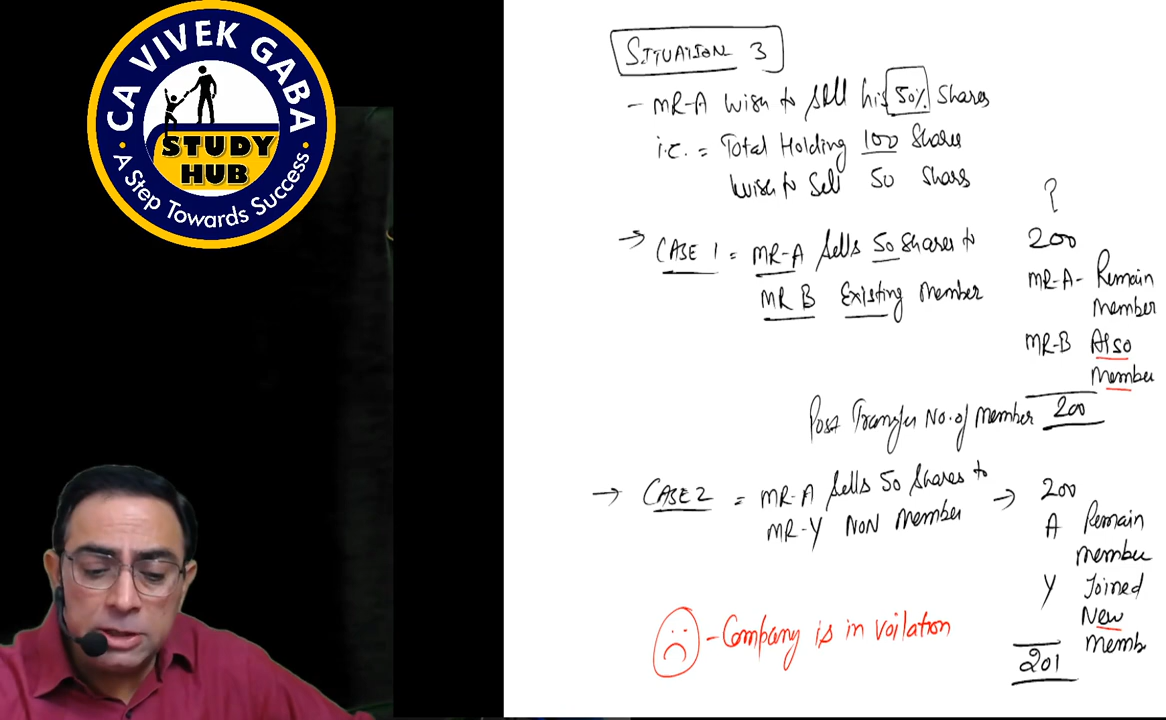 CA VIVEK GABA
STUDY
HUB
• A Step Towards Success •
SITUATION 3
- MR-A Wish to sell his 50% shares
i.e. = Total Holding 100 Shares
Wish to Sell 50 Shares
?
→ CASE 1 = MR-A Sells 50 shares to
MR B Existing Member
200
MR-A - Remain
Member
MR-B Also
Member
Post Transfer No. of Member 200
→ CASE 2 = MR-A Sells 50 Shares to
MR-Y NON Member
→ 200
A Remain
member
Y Joined
New
memb
201
- Company is in voilation